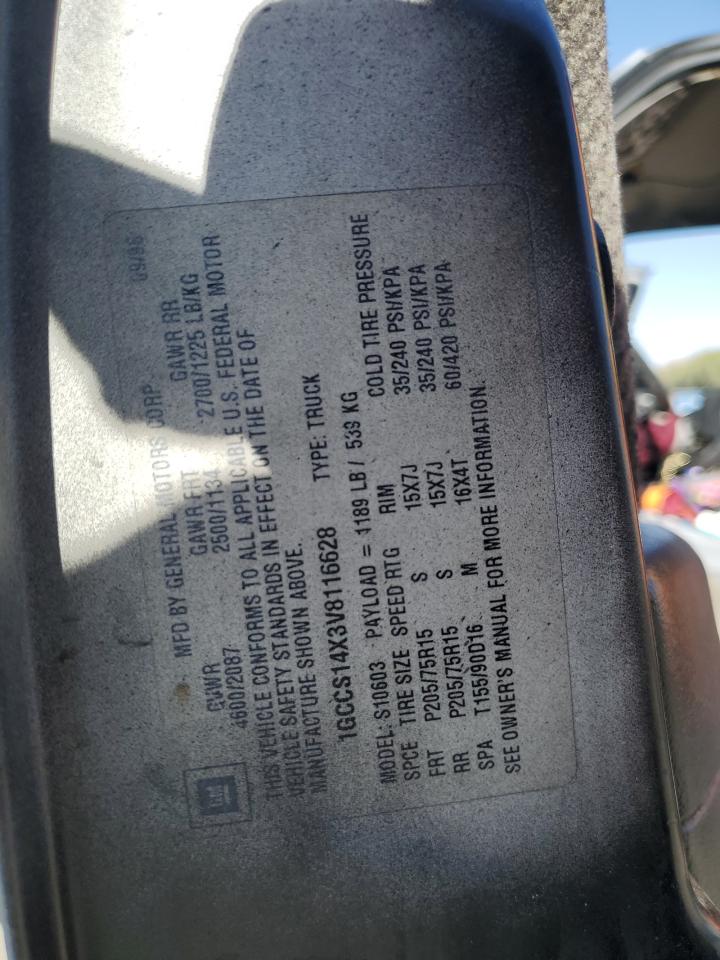 MFD BY GENERAL MOTORS CORP 09/96
GVWR GAWR FRT GAWR RR
4600/2087 2500/1134 2700/1225 LB/KG
THIS VEHICLE CONFORMS TO ALL APPLICABLE U.S. FEDERAL MOTOR
VEHICLE SAFETY STANDARDS IN EFFECT ON THE DATE OF
MANUFACTURE SHOWN ABOVE.
1GCCS14X3V8116628 TYPE: TRUCK
MODEL: S10603 PAYLOAD = 1189 LB/ 539 KG
SPCE TIRE SIZE SPEED RTG RIM COLD TIRE PRESSURE
FRT P205/75R15 S 15X7J 35/240 PSI/KPA
RR P205/75R15 S 15X7J 35/240 PSI/KPA
SPA T155/90D16 M 16X4T 60/420 PSI/KPA
SEE OWNER'S MANUAL FOR MORE INFORMATION.
GM